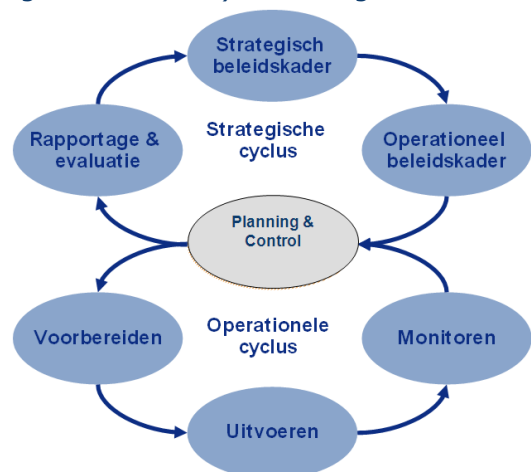 Strategisch
beleidskader
Rapportage &
evaluatie
Strategische
cyclus
Operationeel
beleidskader
Planning &
Control
Voorbereiden
Operationele
cyclus
Monitoren
Uitvoeren